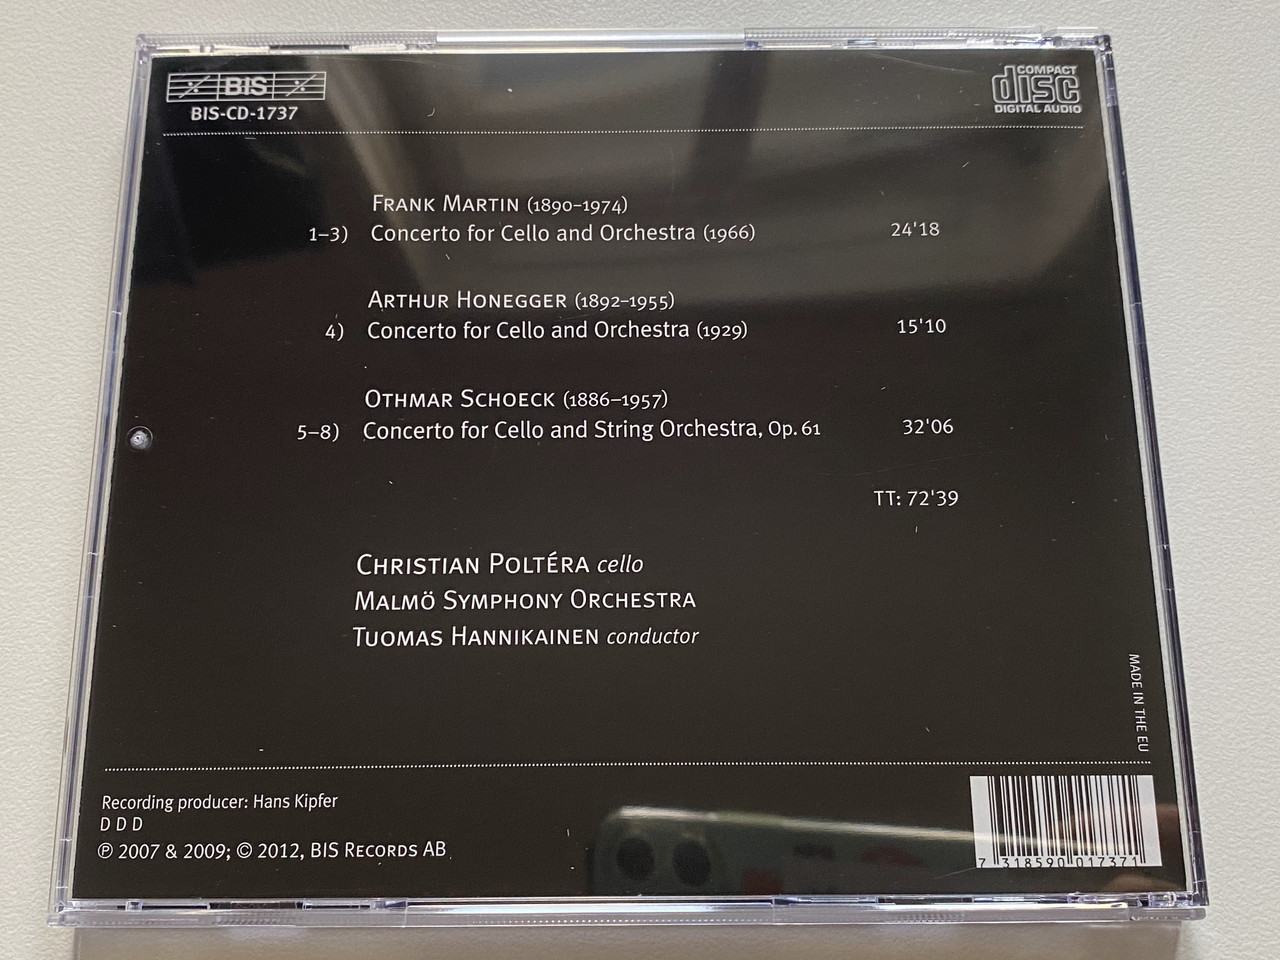 BIS
BIS-CD-1737
COMPACT
disc
DIGITAL AUDIO
FRANK MARTIN (1890–1974)
1–3) Concerto for Cello and Orchestra (1966) 24'18
ARTHUR HONEGGER (1892–1955)
4) Concerto for Cello and Orchestra (1929) 15'10
OTHMAR SCHOECK (1886–1957)
5–8) Concerto for Cello and String Orchestra, Op. 61 32'06
TT: 72'39
CHRISTIAN POLTÉRA cello
MALMÖ SYMPHONY ORCHESTRA
TUOMAS HANNIKAINEN conductor
MADE IN THE EU
Recording producer: Hans Kipfer
D D D
℗ 2007 & 2009; © 2012, BIS RECORDS AB
7 318590 017371